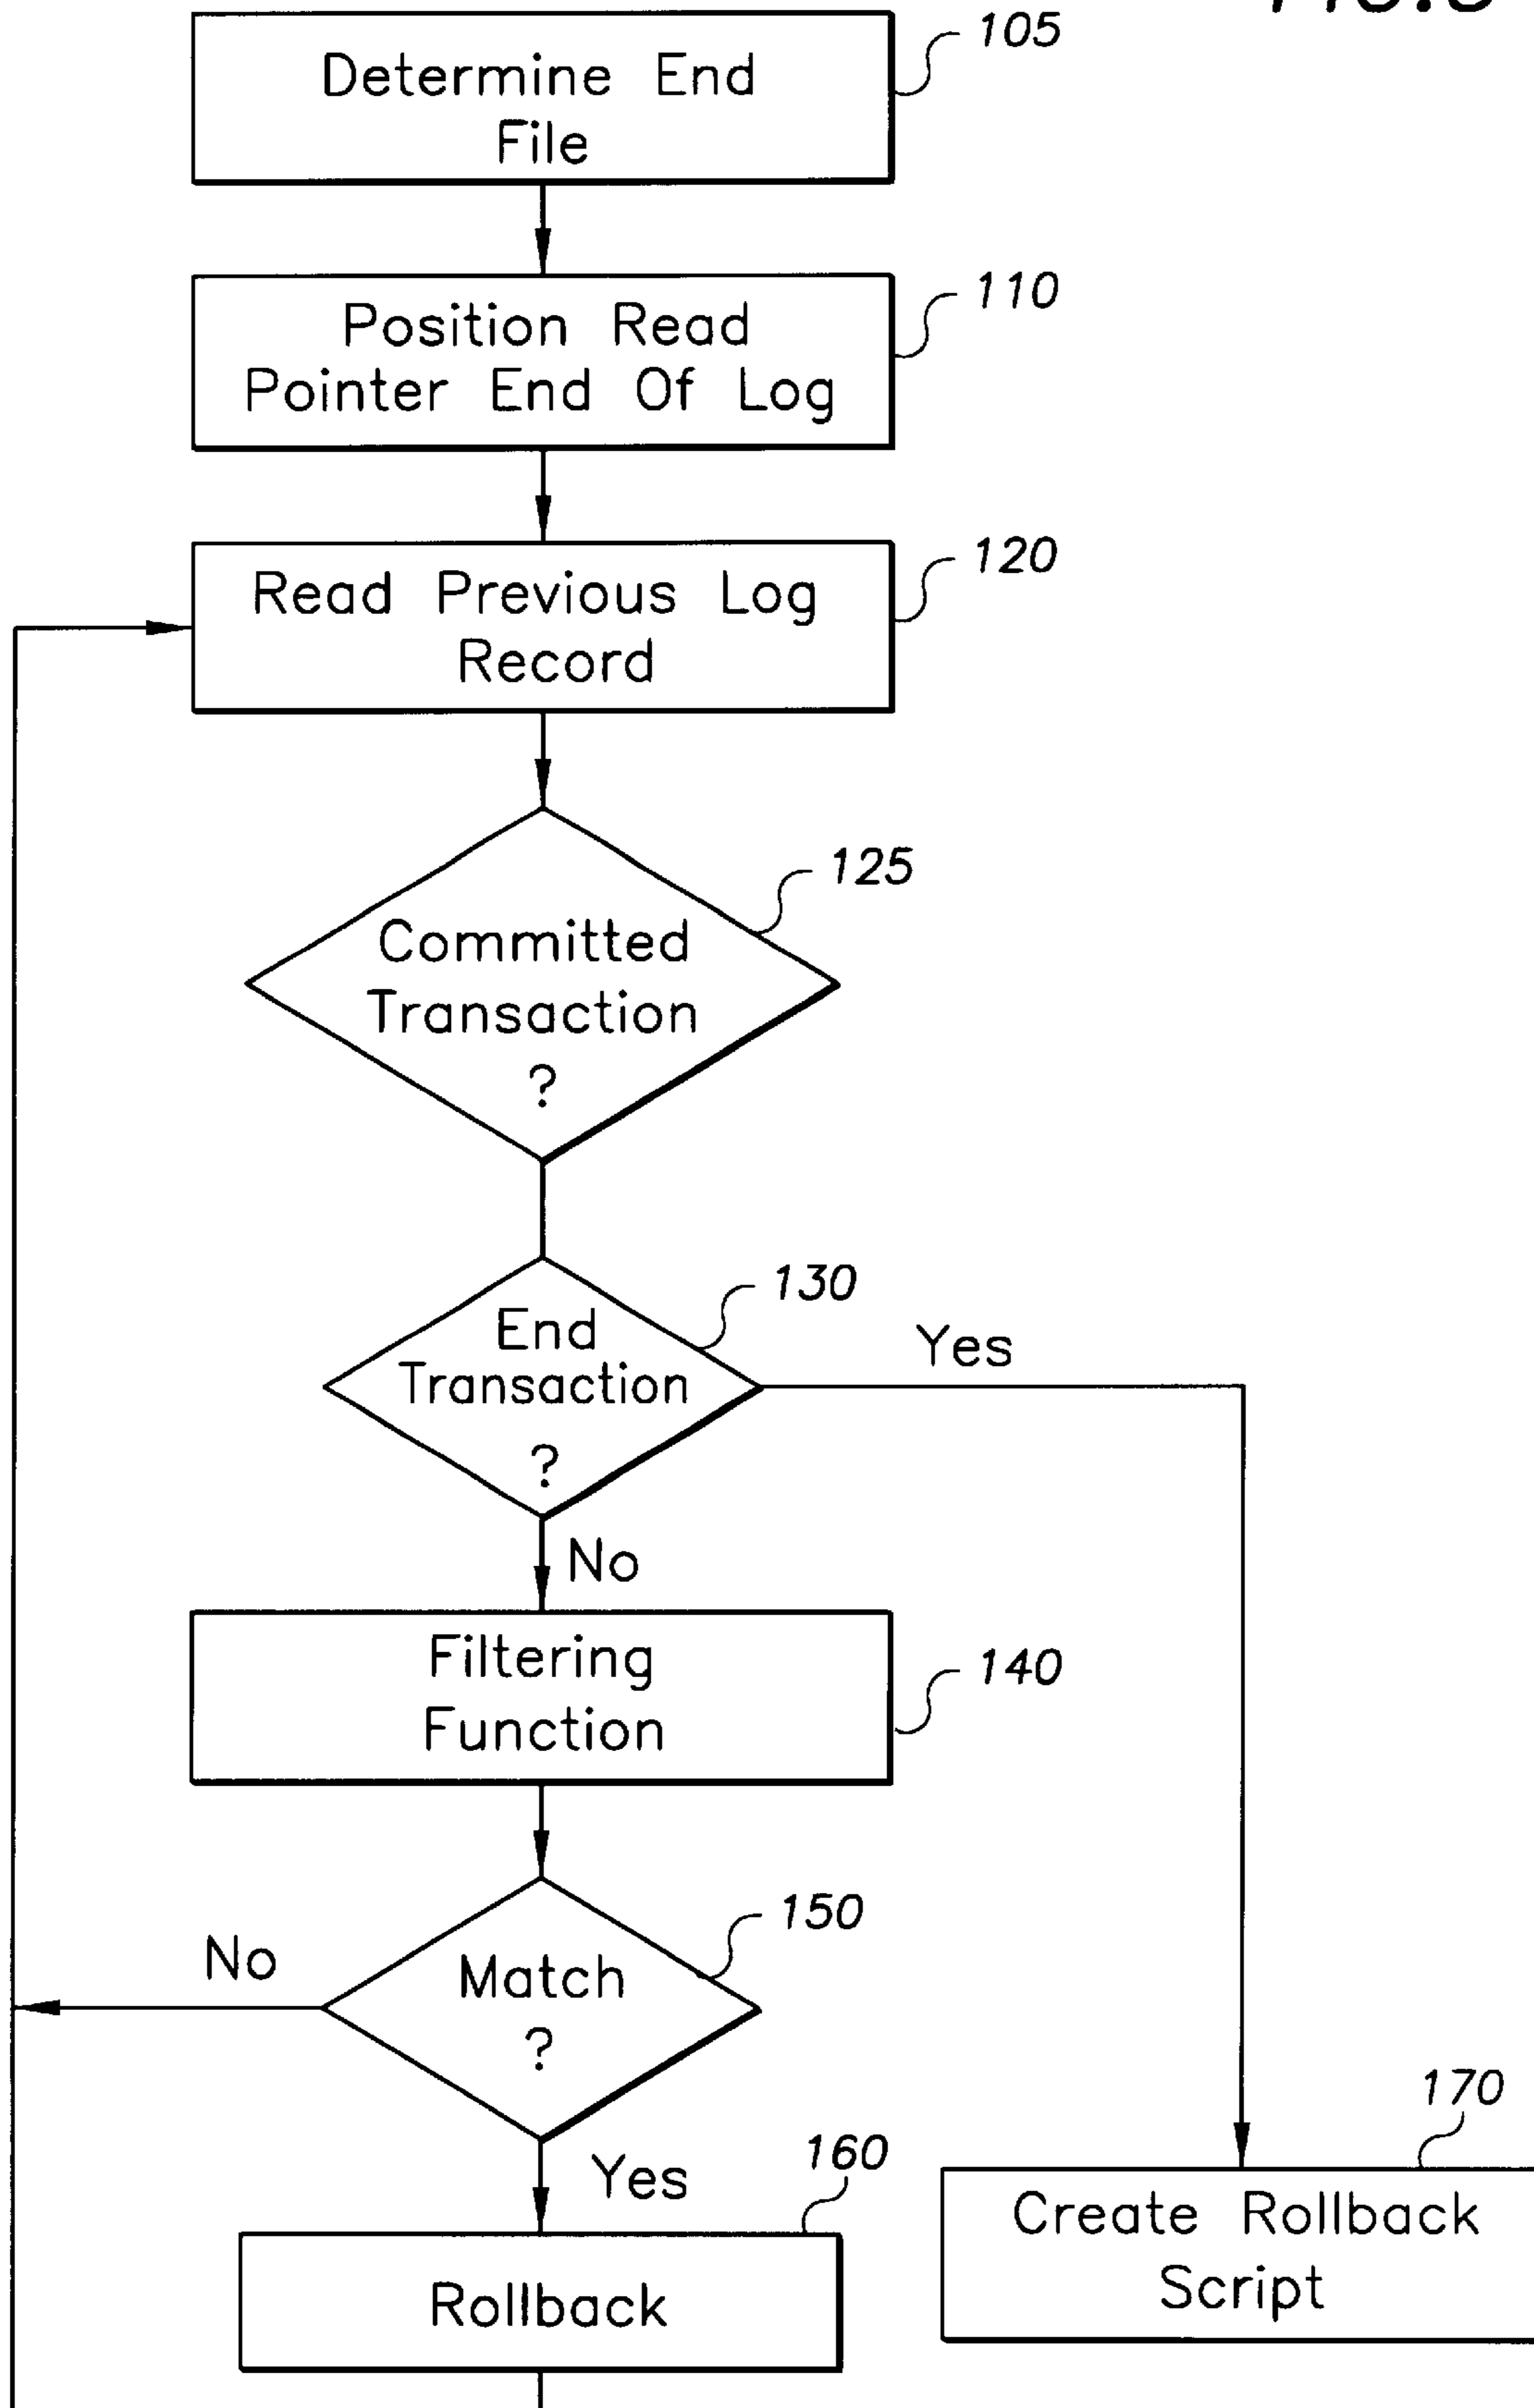 Determine End
File
105
Position Read
Pointer End Of Log
110
Read Previous Log
Record
120
Committed
Transaction
?
125
End
Transaction
?
130
Yes
No
Filtering
Function
140
Match
?
150
No
Yes
Rollback
160
Create Rollback
Script
170